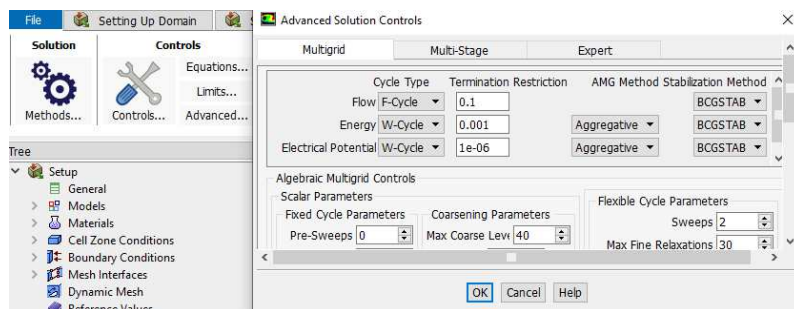 File Setting Up Domain
Solution Controls
Methods... Controls... Equations...
Limits...
Advanced...
Tree
Setup
General
Models
Materials
Cell Zone Conditions
Boundary Conditions
Mesh Interfaces
Dynamic Mesh
Reference Values
Advanced Solution Controls
Multigrid Multi-Stage Expert
Cycle Type Termination Restriction AMG Method Stabilization Method
Flow F-Cycle 0.1 BCGSTAB
Energy W-Cycle 0.001 Aggregative BCGSTAB
Electrical Potential W-Cycle 1e-06 Aggregative BCGSTAB
Algebraic Multigrid Controls
Scalar Parameters
Fixed Cycle Parameters Coarsening Parameters
Pre-Sweeps 0 Max Coarse Leve 40
Flexible Cycle Parameters
Sweeps 2
Max Fine Relaxations 30
OK Cancel Help